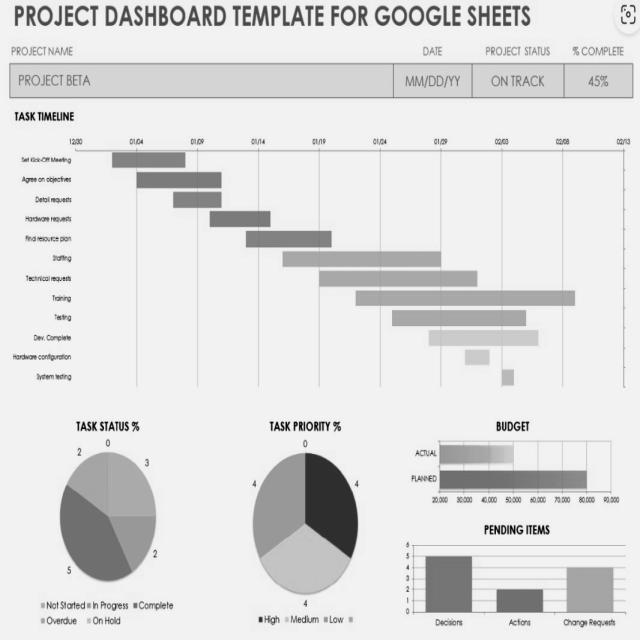 PROJECT DASHBOARD TEMPLATE FOR GOOGLE SHEETS
PROJECT NAME DATE PROJECT STATUS % COMPLETE
PROJECT BETA MM/DD/YY ON TRACK 45%
TASK TIMELINE
12/30 01/04 01/09 01/14 01/19 01/24 01/29 02/03 02/08 02/13
Set Kick-Off Meeting
Agree on objectives
Detail requests
Hardware requests
Final resource plan
Staffing
Technical requests
Training
Testing
Dev. Complete
Hardware configuration
System testing
TASK STATUS %
0
2
3
5
2
Not Started In Progress Complete
Overdue On Hold
TASK PRIORITY %
0
4
4
4
High Medium Low
BUDGET
ACTUAL
PLANNED
20,000 30,000 40,000 50,000 60,000 70,000 80,000 90,000
PENDING ITEMS
6
5
4
3
2
1
0
Decisions Actions Change Requests